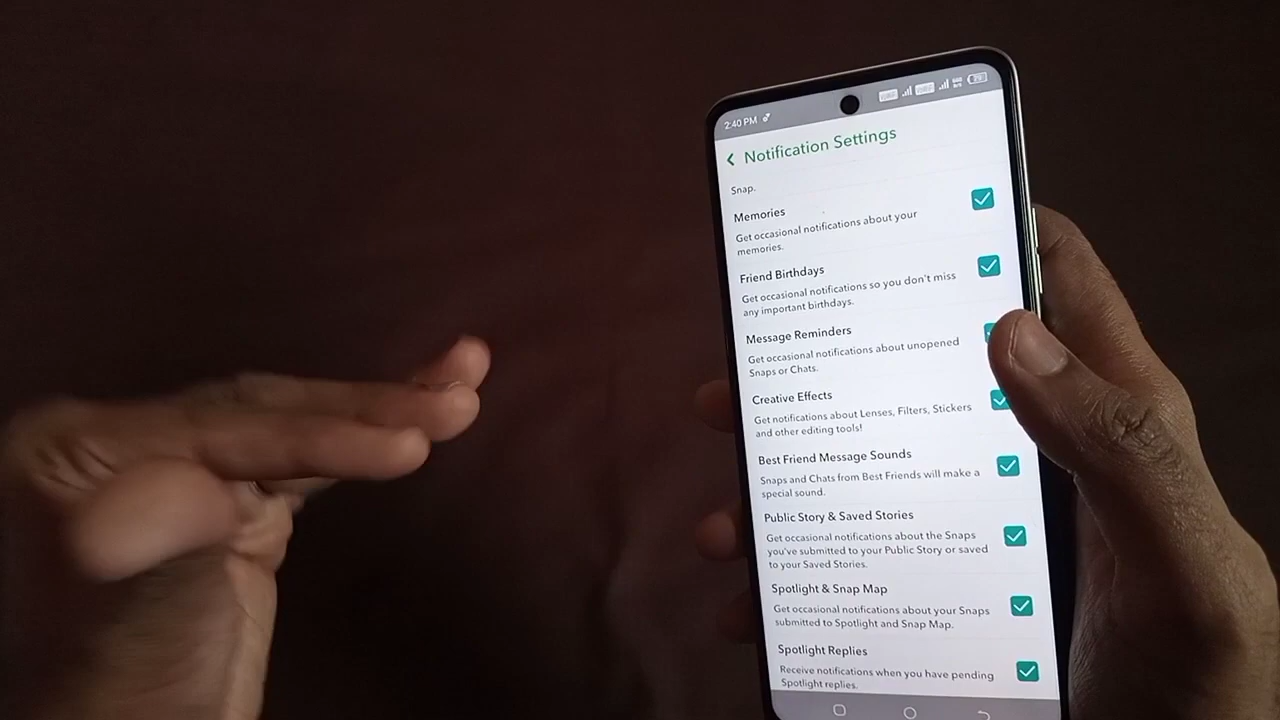 2:40 PM
Notification Settings
Snap.
Memories
Get occasional notifications about your
memories.
Friend Birthdays
Get occasional notifications so you don't miss
any important birthdays.
Message Reminders
Get occasional notifications about unopened
Snaps or Chats.
Creative Effects
Get notifications about Lenses, Filters, Stickers
and other editing tools!
Best Friend Message Sounds
Snaps and Chats from Best Friends will make a
special sound.
Public Story & Saved Stories
Get occasional notifications about the Snaps
you've submitted to your Public Story or saved
to your Saved Stories.
Spotlight & Snap Map
Get occasional notifications about your Snaps
submitted to Spotlight and Snap Map.
Spotlight Replies
Receive notifications when you have pending
Spotlight replies.